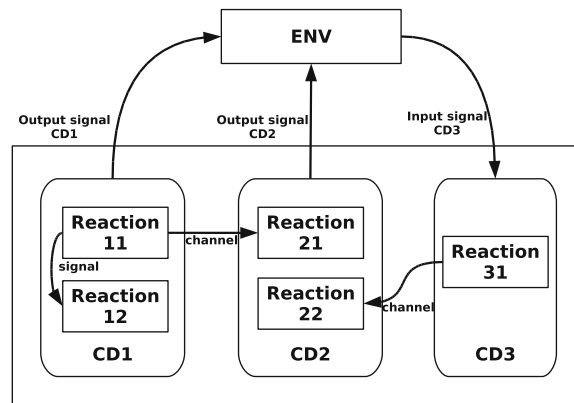 ENV
Output signal
CD1
Output signal
CD2
Input signal
CD3
Reaction
11
channel
Reaction
21
signal
Reaction
12
Reaction
22
Reaction
31
channel
CD1
CD2
CD3